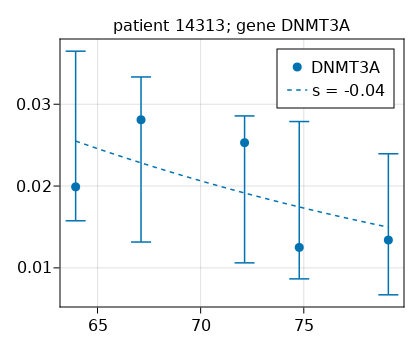 patient 14313; gene DNMT3A
DNMT3A
s = -0.04
0.03
0.02
0.01
65
70
75